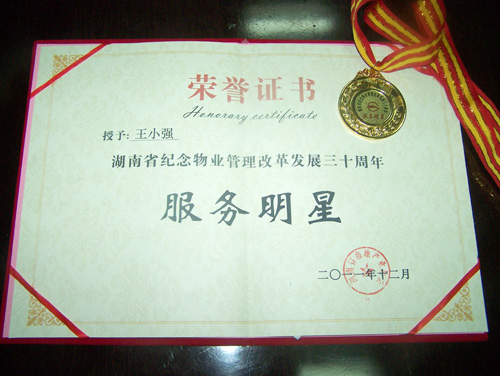 荣誉证书
Honorary certificate
授予: 王小强
湖南省纪念物业管理改革发展三十周年
服务明星
二〇一一年十二月